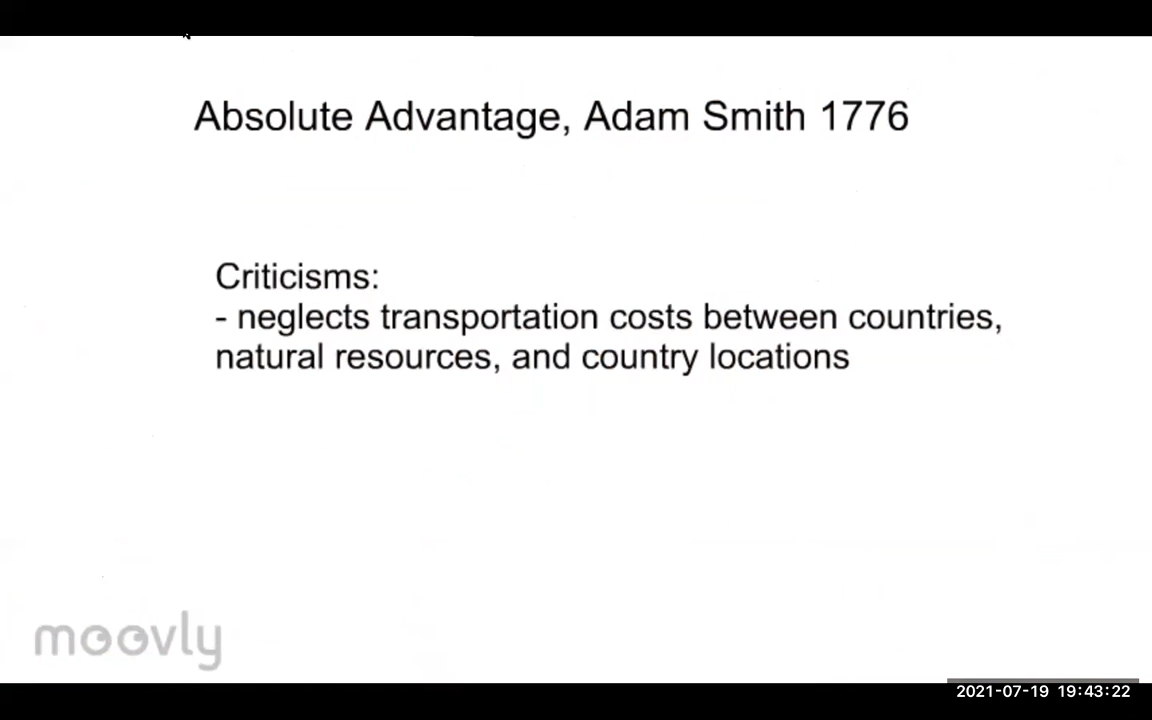 Absolute Advantage, Adam Smith 1776
Criticisms:
- neglects transportation costs between countries,
natural resources, and country locations
moovly
2021-07-19 19:43:22